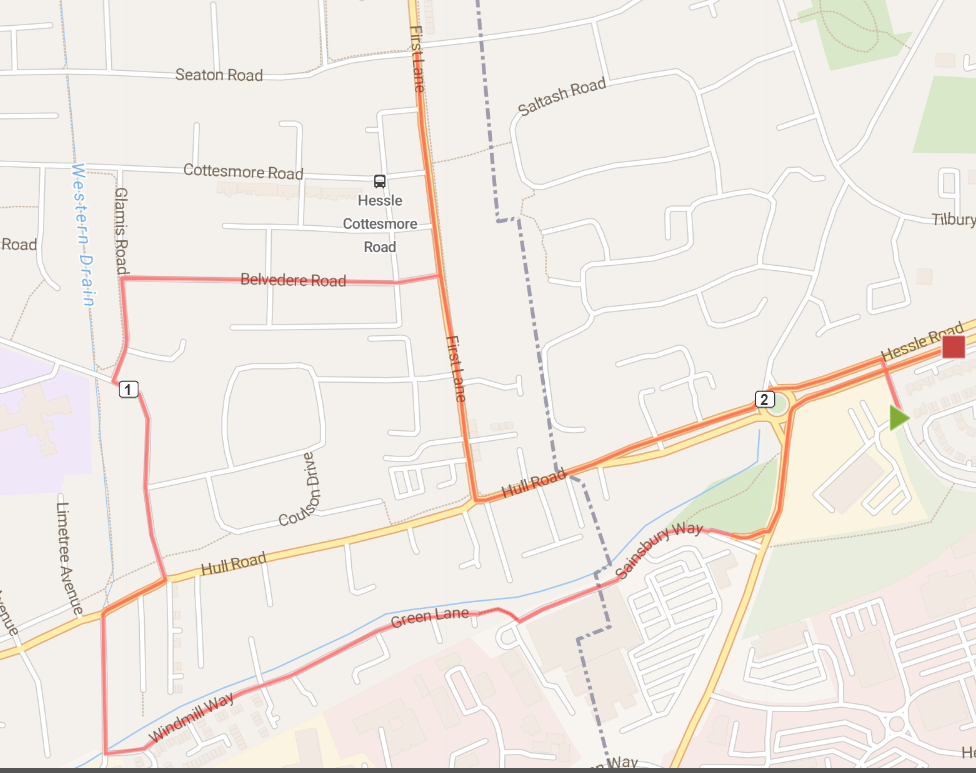 First Lane
Seaton Road
Saltash Road
Cottesmore Road
Western Drain
Glamis Road
Hessle
Cottesmore
Road
Tilbury
Road
Belvedere Road
Hessle Road
First Lane
1
2
Coulson Drive
Hull Road
Limetree Avenue
Sainsbury Way
Hull Road
Avenue
Green Lane
Windmill Way
He
n Way